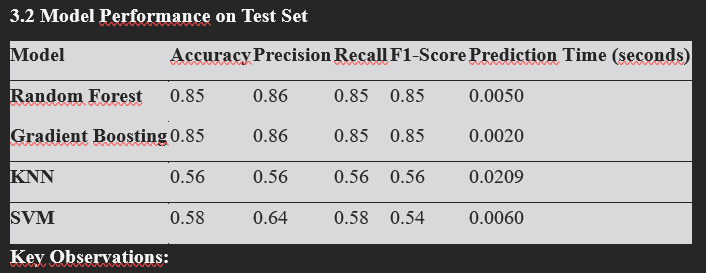 3.2 Model Performance on Test Set
Model Accuracy Precision Recall F1-Score Prediction Time (seconds)
Random Forest 0.85 0.86 0.85 0.85 0.0050
Gradient Boosting 0.85 0.86 0.85 0.85 0.0020
KNN 0.56 0.56 0.56 0.56 0.0209
SVM 0.58 0.64 0.58 0.54 0.0060
Key Observations: